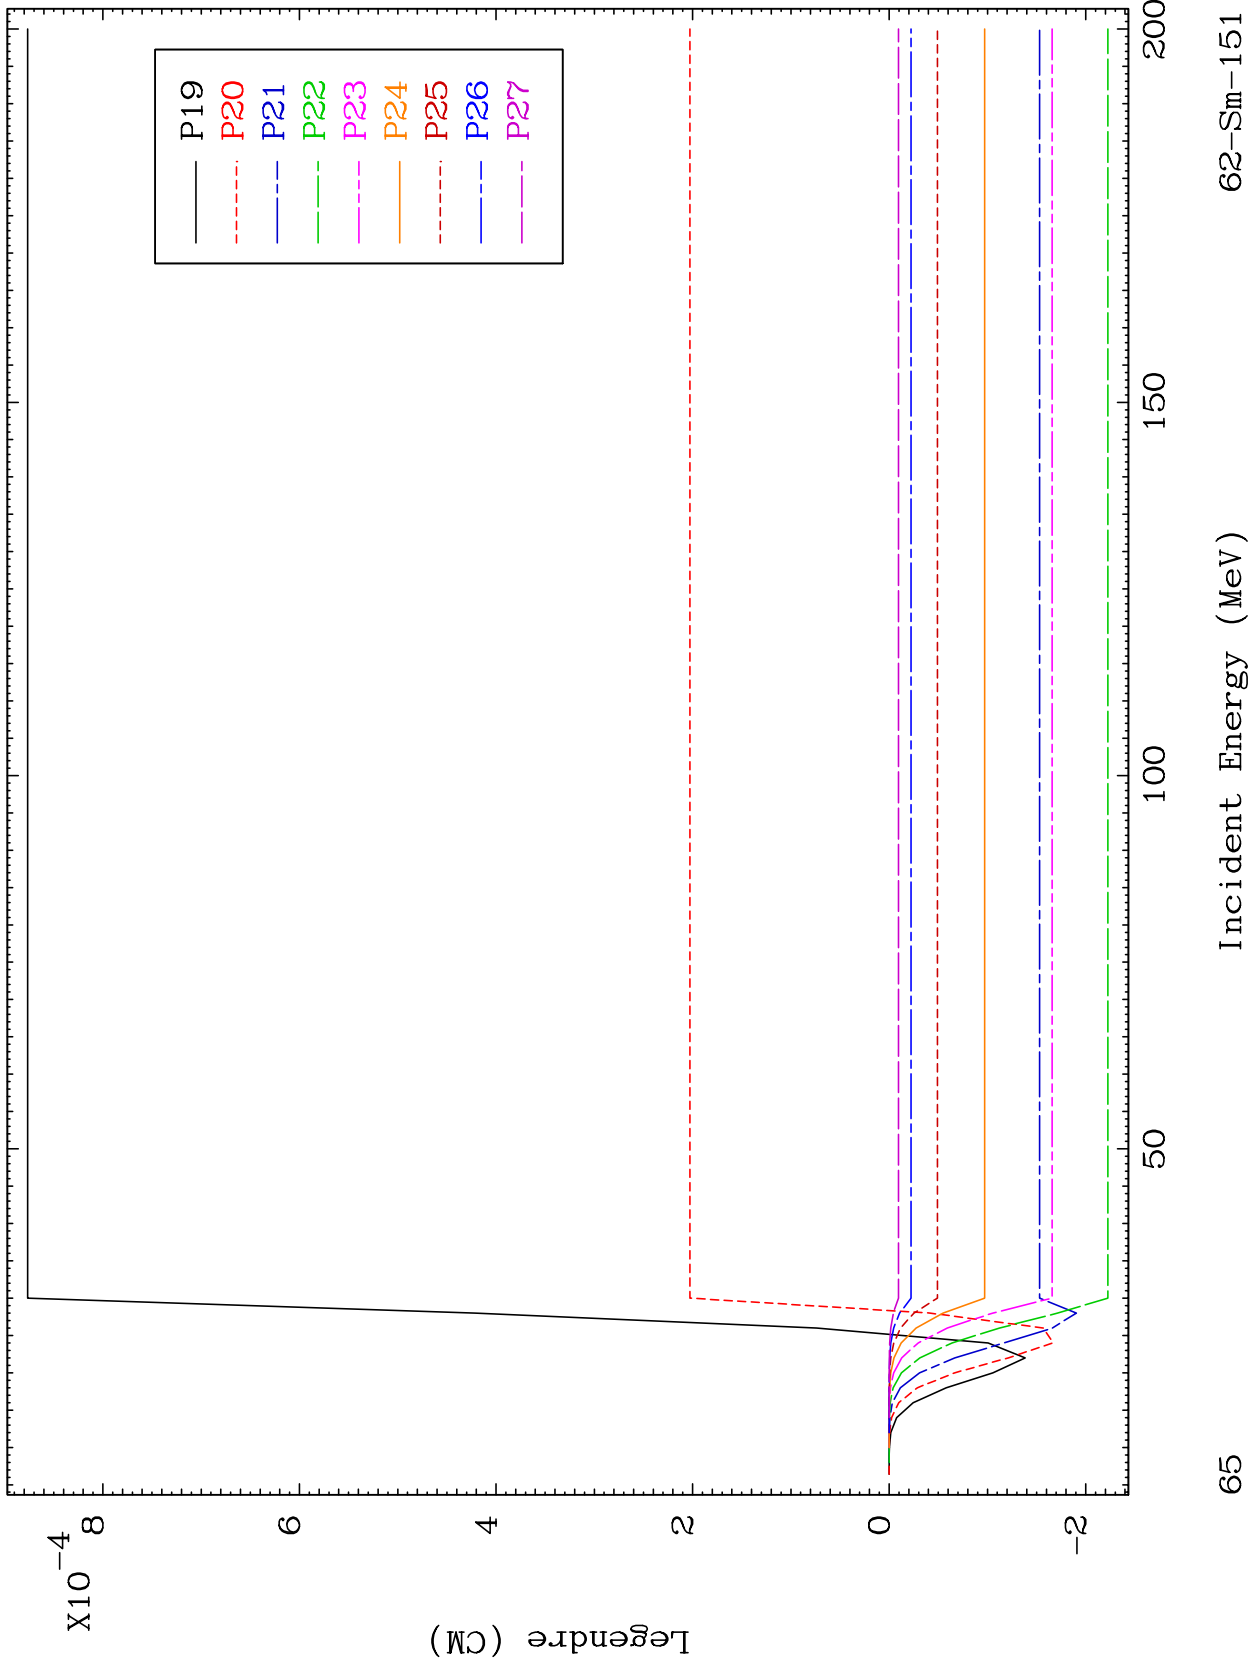 X10-4
8
6
4
2
0
-2
Legendre (CM)
P19
P20
P21
P22
P23
P24
P25
P26
P27
50
100
150
200
Incident Energy (MeV)
65
62-Sm-151